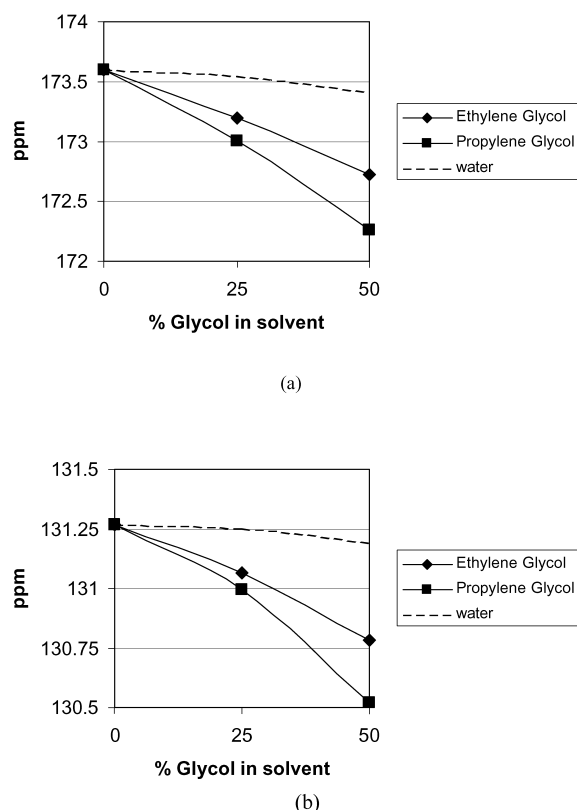 174
173.5
173
172.5
172
ppm
0 25 50
% Glycol in solvent
Ethylene Glycol
Propylene Glycol
water
(a)
131.5
131.25
131
130.75
130.5
ppm
0 25 50
% Glycol in solvent
Ethylene Glycol
Propylene Glycol
water
(b)